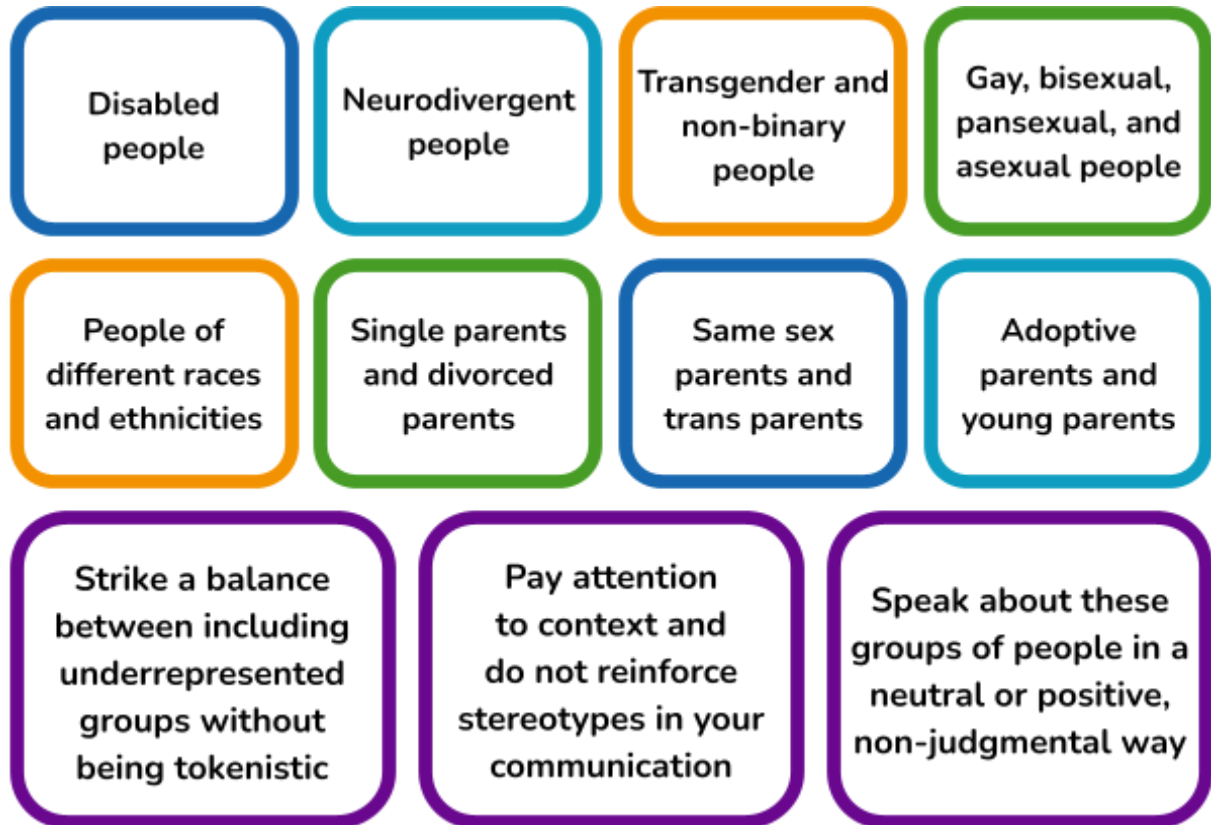 Disabled
people
Neurodivergent
people
Transgender and
non-binary
people
Gay, bisexual,
pansexual, and
asexual people
People of
different races
and ethnicities
Single parents
and divorced
parents
Same sex
parents and
trans parents
Adoptive
parents and
young parents
Strike a balance
between including
underrepresented
groups without
being tokenistic
Pay attention
to context and
do not reinforce
stereotypes in your
communication
Speak about these
groups of people in a
neutral or positive,
non-judgmental way